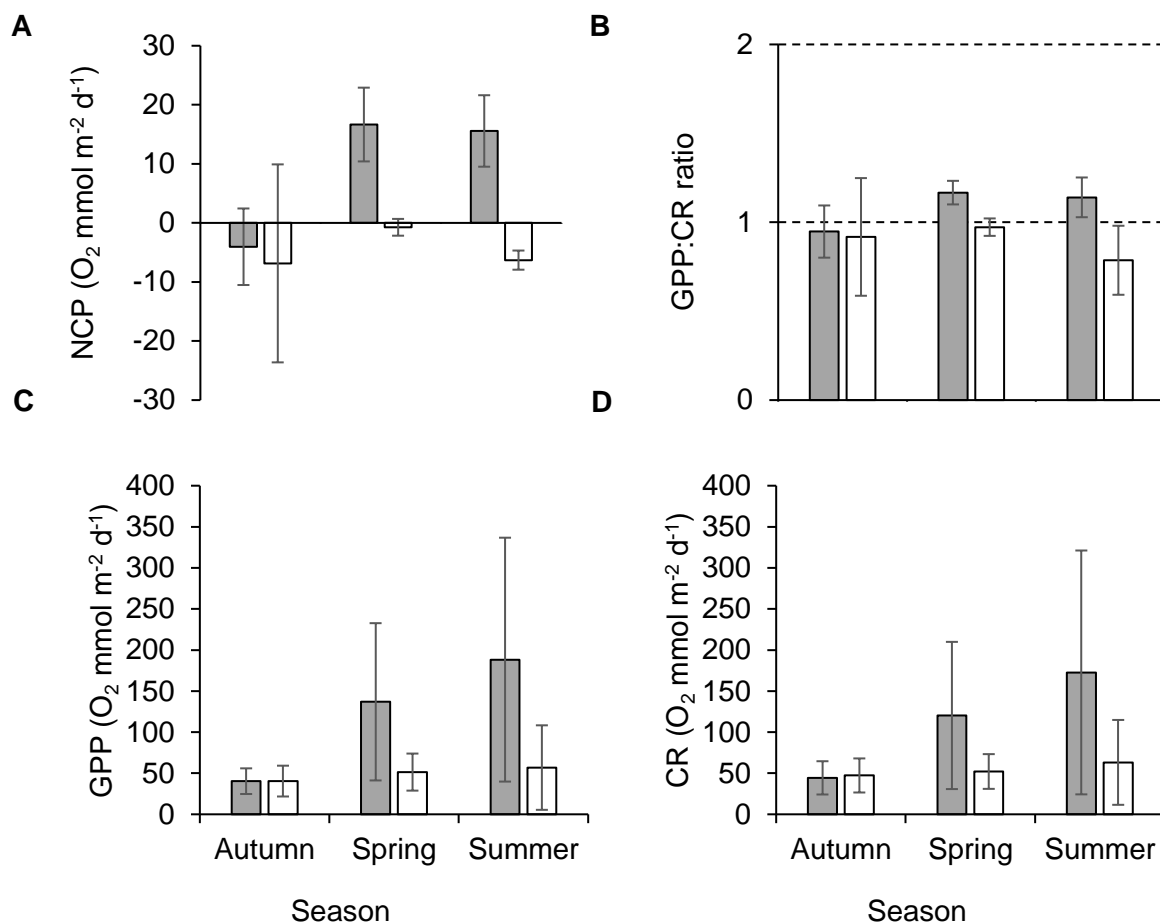 A
30
20
10
0
-10
-20
-30
NCP (O₂ mmol m⁻² d⁻¹)
B
2
1
0
GPP:CR ratio
C
400
350
300
250
200
150
100
50
0
GPP (O₂ mmol m⁻² d⁻¹)
Autumn Spring Summer
Season
D
400
350
300
250
200
150
100
50
0
CR (O₂ mmol m⁻² d⁻¹)
Autumn Spring Summer
Season